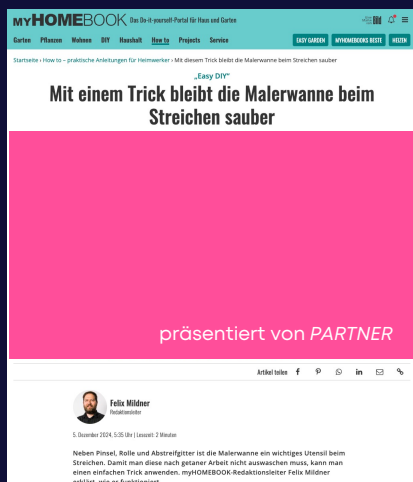 myHOMEBOOK Das Do-it-yourself-Portal für Haus und Garten
Garten Pflanzen Wohnen DIY Haushalt How to Projects Service EASY GARDEN MYHOMEBOOKS BESTE HEIZEN
Startseite › How to – praktische Anleitungen für Heimwerker › Mit diesem Trick bleibt die Malerwanne beim Streichen sauber
„Easy DIY“
Mit einem Trick bleibt die Malerwanne beim
Streichen sauber
präsentiert von PARTNER
Artikel teilen
Felix Mildner
Redaktionsleiter
5. Dezember 2024, 5:35 Uhr | Lesezeit: 2 Minuten
Neben Pinsel, Rolle und Abstreifgitter ist die Malerwanne ein wichtiges Utensil beim
Streichen. Damit man diese nach getaner Arbeit nicht auswaschen muss, kann man
einen einfachen Trick anwenden. myHOMEBOOK-Redaktionsleiter Felix Mildner
erklärt, wie er funktioniert.